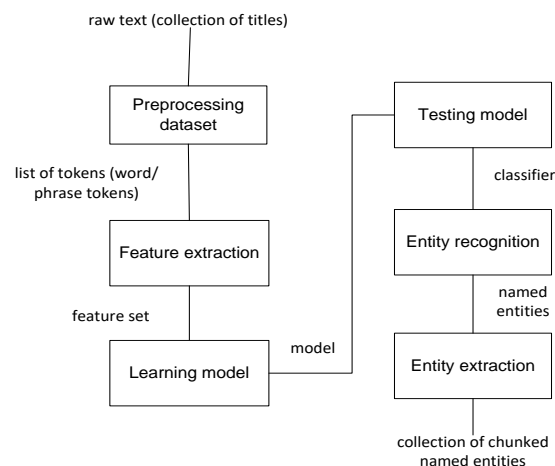 raw text (collection of titles)
Preprocessing
dataset
list of tokens (word/
phrase tokens)
Feature extraction
feature set
Learning model
model
Testing model
classifier
Entity recognition
named
entities
Entity extraction
collection of chunked
named entities